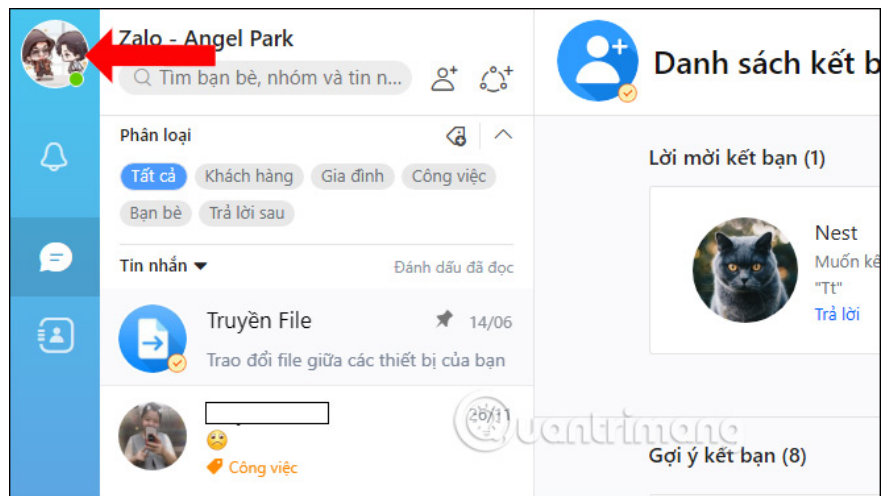 Zalo - Angel Park
Tìm bạn bè, nhóm và tin n...
Phân loại
Tất cả Khách hàng Gia đình Công việc
Bạn bè Trả lời sau
Tin nhắn Đánh dấu đã đọc
Truyền File 14/06
Trao đổi file giữa các thiết bị của bạn
26/11
Công việc
Danh sách kết b
Lời mời kết bạn (1)
Nest
Muốn kế
"Tt"
Trả lời
Quantrimang
Gợi ý kết bạn (8)